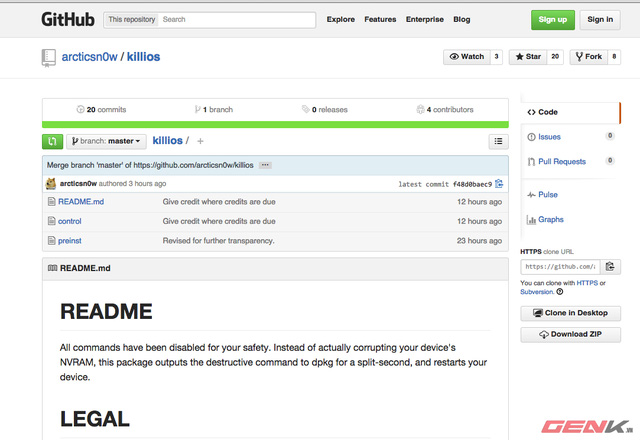 GitHub This repository Search Explore Features Enterprise Blog Sign up Sign in
arcticsn0w / killios Watch 3 Star 20 Fork 8
20 commits 1 branch 0 releases 4 contributors
branch: master killios / +
Merge branch 'master' of https://github.com/arcticsn0w/killios ...
arcticsn0w authored 3 hours ago latest commit f48d0baec9
README.md Give credit where credits are due 12 hours ago
control Give credit where credits are due 12 hours ago
preinst Revised for further transparency. 23 hours ago
README.md
README
All commands have been disabled for your safety. Instead of actually corrupting your device's
NVRAM, this package outputs the destructive command to dpkg for a split-second, and restarts your
device.
LEGAL
Code
Issues 0
Pull Requests 0
Pulse
Graphs
HTTPS clone URL
https://github.com/a
You can clone with HTTPS or
Subversion.
Clone in Desktop
Download ZIP
GENK.VN